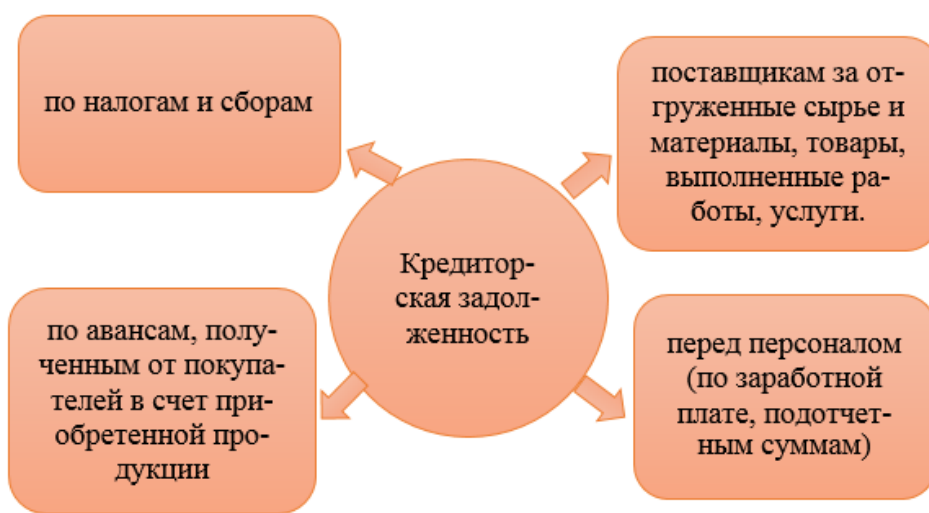 по налогам и сборам
поставщикам за от-
груженные сырье и
материалы, товары,
выполненные ра-
боты, услуги.
Кредитор-
ская задол-
женность
по авансам, полу-
ченным от покупа-
телей в счет при-
обретенной про-
дукции
перед персоналом
(по заработной
плате, подотчет-
ным суммам)